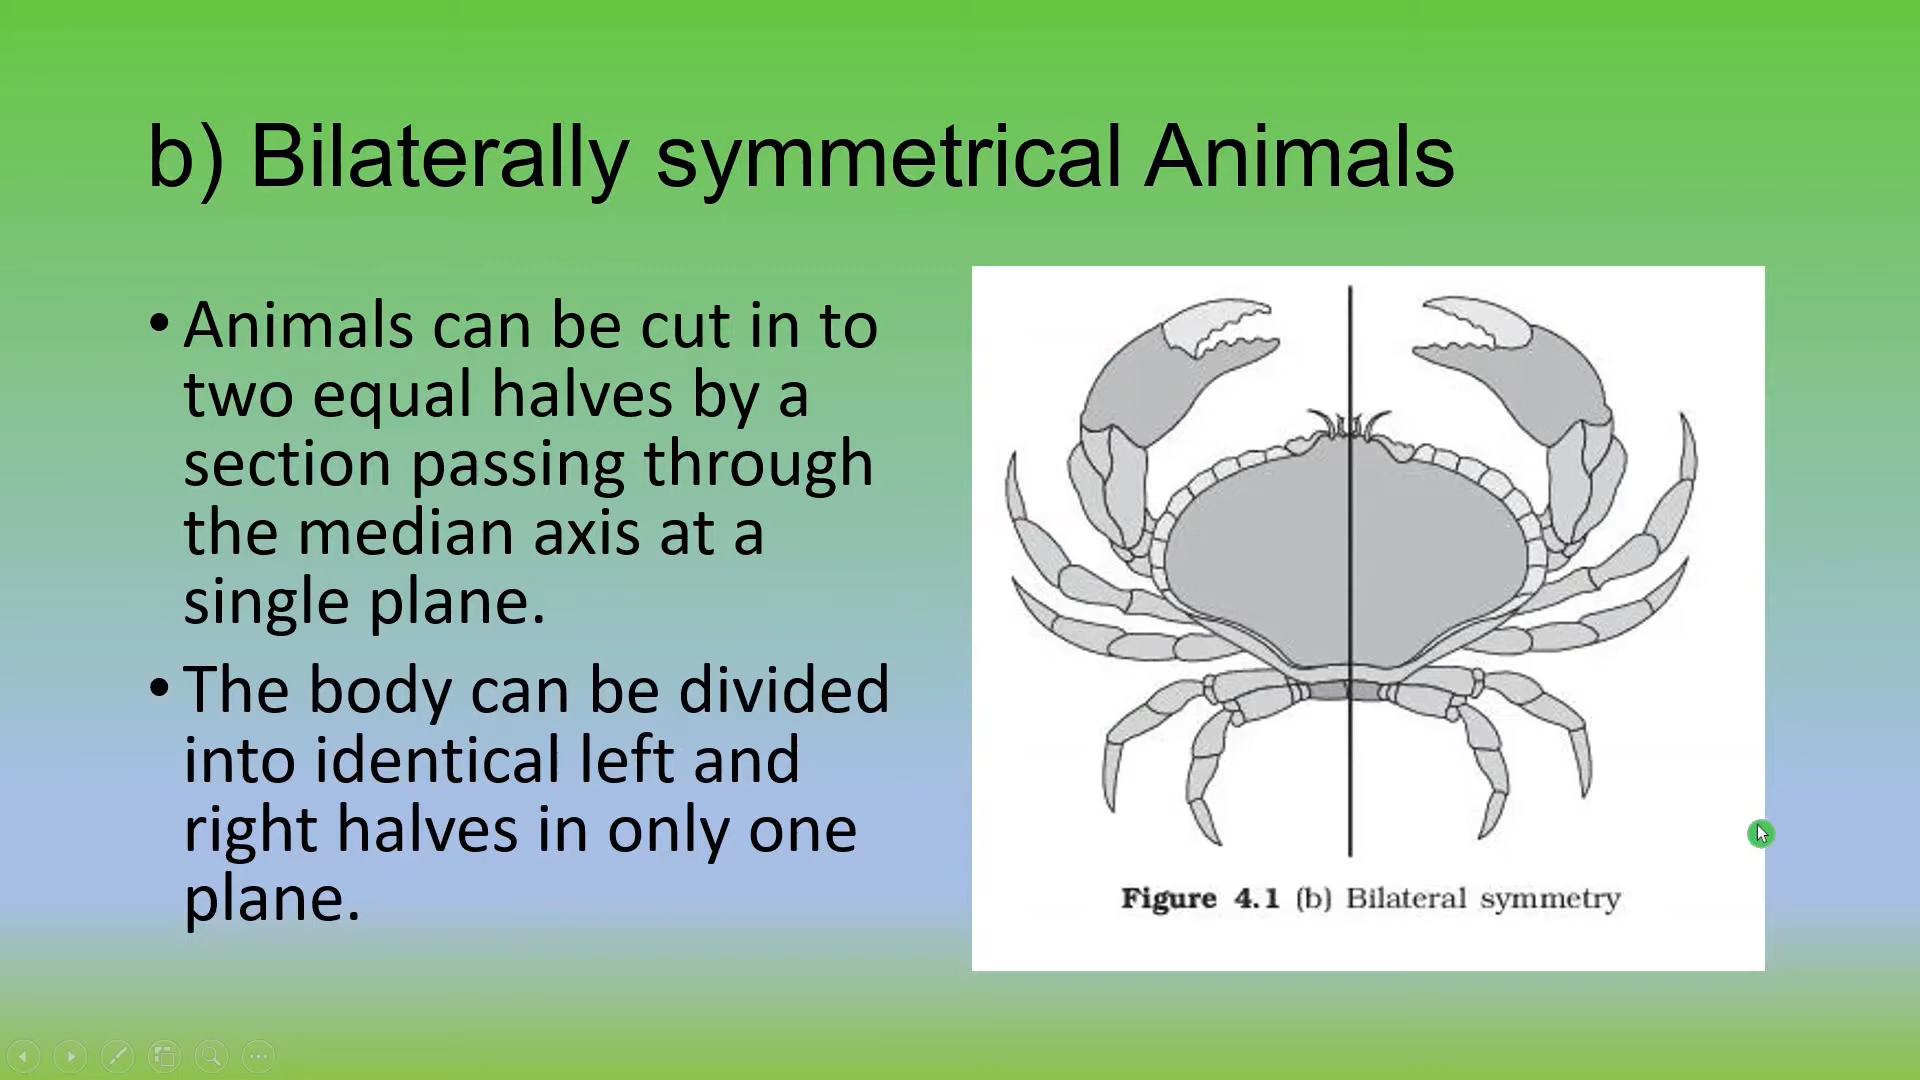 b) Bilaterally symmetrical Animals
• Animals can be cut in to
two equal halves by a
section passing through
the median axis at a
single plane.
• The body can be divided
into identical left and
right halves in only one
plane.
Figure 4.1 (b) Bilateral symmetry